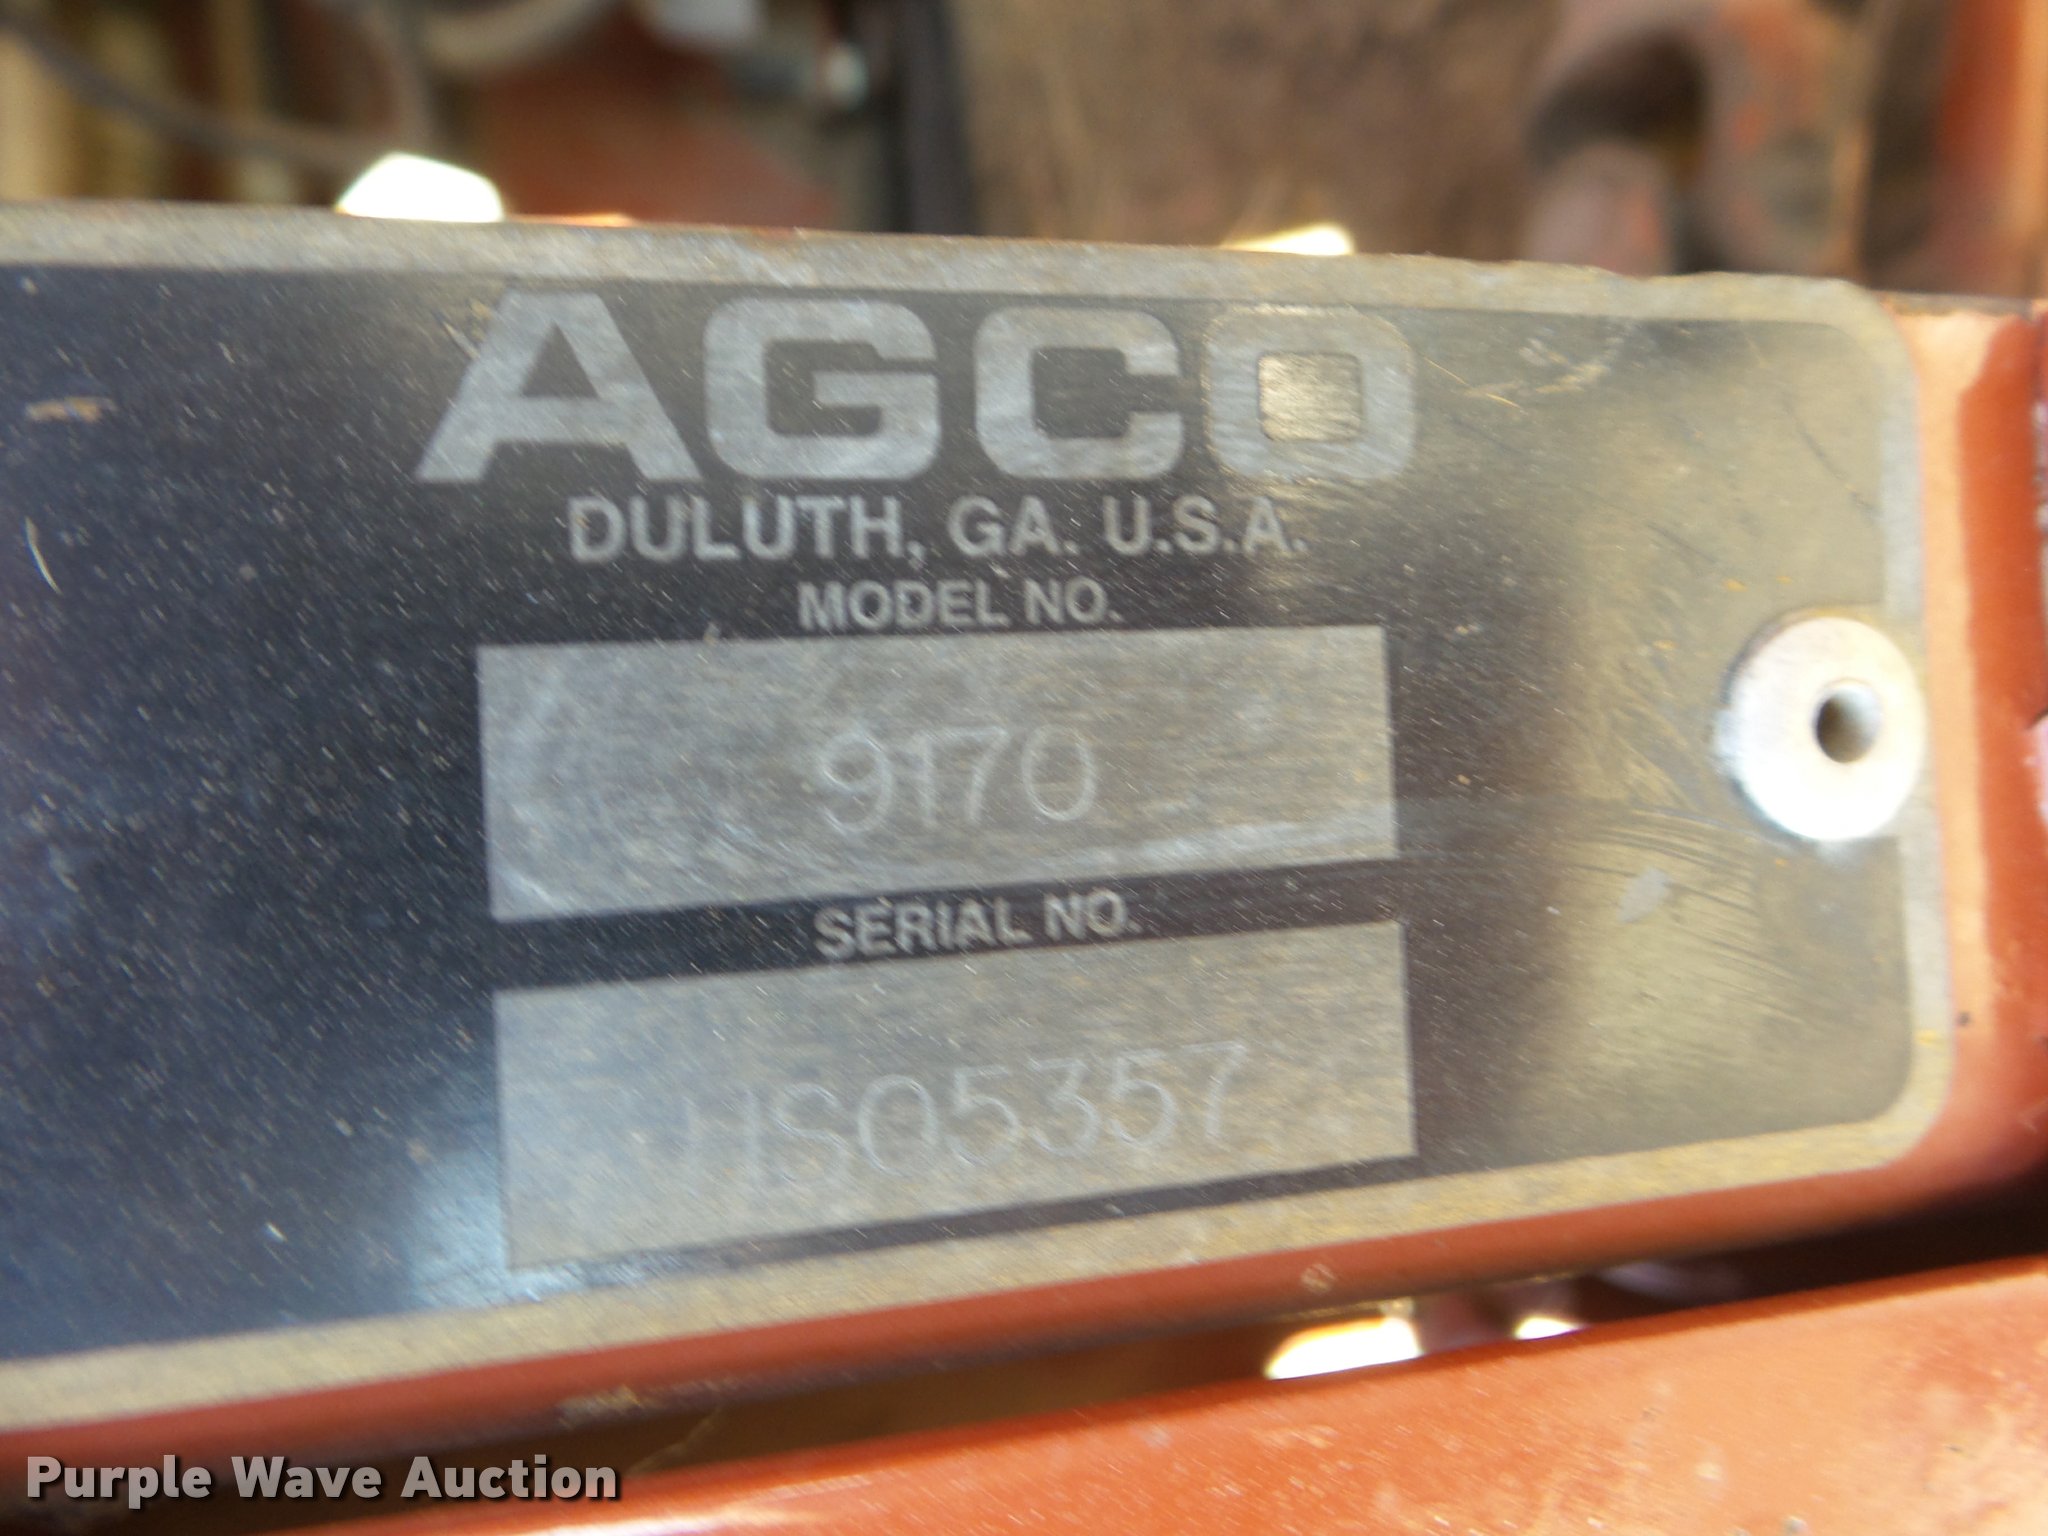 AGCO
DULUTH, GA. U.S.A.
MODEL NO.
9170
SERIAL NO.
HS05357
Purple Wave Auction